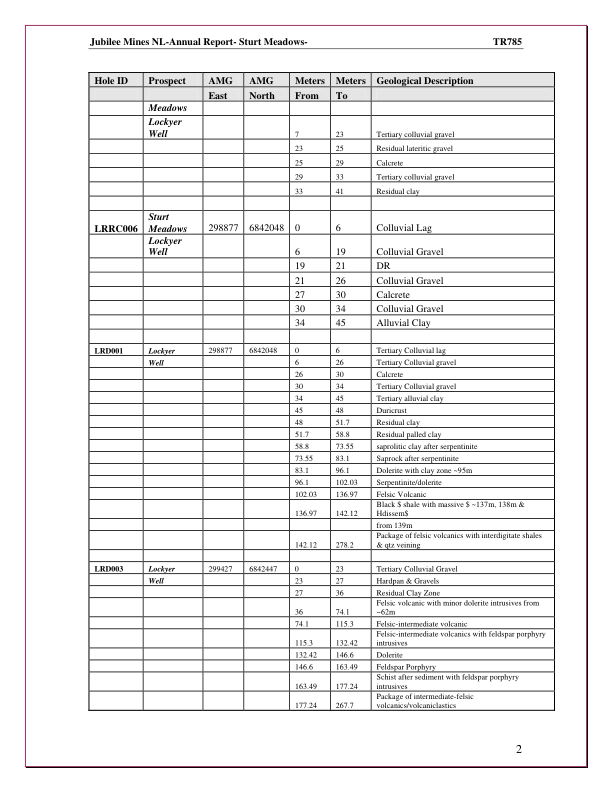 Jubilee Mines NL-Annual Report- Sturt Meadows- TR785
Hole ID Prospect AMG AMG Meters Meters Geological Description
East North From To
Meadows
Lockyer
Well 7 23 Tertiary colluvial gravel
23 25 Residual lateritic gravel
25 29 Calcrete
29 33 Tertiary colluvial gravel
33 41 Residual clay
Sturt
LRRC006 Meadows 298877 6842048 0 6 Colluvial Lag
Lockyer
Well 6 19 Colluvial Gravel
19 21 DR
21 26 Colluvial Gravel
27 30 Calcrete
30 34 Colluvial Gravel
34 45 Alluvial Clay
LRD001 Lockyer 298877 6842048 0 6 Tertiary Colluvial lag
Well 6 26 Tertiary Colluvial gravel
26 30 Calcrete
30 34 Tertiary Colluvial gravel
34 45 Tertiary alluvial clay
45 48 Duricrust
48 51.7 Residual clay
51.7 58.8 Residual palled clay
58.8 73.55 saprolitic clay after serpentinite
73.55 83.1 Saprock after serpentinite
83.1 96.1 Dolerite with clay zone ~95m
96.1 102.03 Serpentinite/dolerite
102.03 136.97 Felsic Volcanic
Black $ shale with massive $ ~137m, 138m &
136.97 142.12 Hdissem$
from 139m
Package of felsic volcanics with interdigitate shales
142.12 278.2 & qtz veining
LRD003 Lockyer 299427 6842447 0 23 Tertiary Colluvial Gravel
Well 23 27 Hardpan & Gravels
27 36 Residual Clay Zone
Felsic volcanic with minor dolerite intrusives from
36 74.1 ~62m
74.1 115.3 Felsic-intermediate volcanic
Felsic-intermediate volcanics with feldspar porphyry
115.3 132.42 intrusives
132.42 146.6 Dolerite
146.6 163.49 Feldspar Porphyry
Schist after sediment with feldspar porphyry
163.49 177.24 intrusives
Package of intermediate-felsic
177.24 267.7 volcanics/volcaniclastics
2